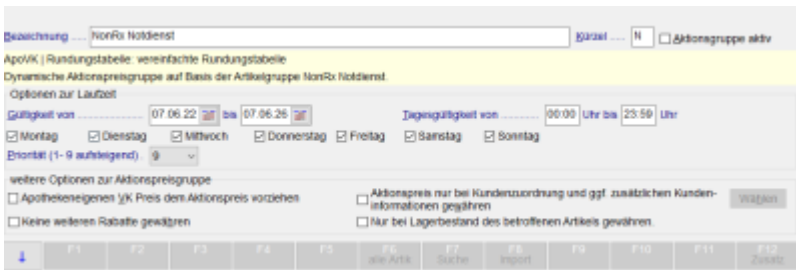 Bezeichnung .... NonRx Notdienst Kürzel .... N Aktionsgruppe aktiv
ApoVK | Rundungstabelle: vereinfachte Rundungstabelle
Dynamische Aktionspreisgruppe auf Basis der Artikelgruppe NonRx Notdienst.
Optionen zur Laufzeit
Gültigkeit von .................. 07.06.22 bis 07.06.26 Tagesgültigkeit von .............. 00:00 Uhr bis 23:59 Uhr
Montag Dienstag Mittwoch Donnerstag Freitag Samstag Sonntag
Priorität (1- 9 aufsteigend). 9
weitere Optionen zur Aktionspreisgruppe
Apothekeneigenen VK Preis dem Aktionspreis vorziehen
Aktionspreis nur bei Kundenzuordnung und ggf. zusätzlichen Kunden-
informationen gewähren
Wählen
Keine weiteren Rabatte gewähren
Nur bei Lagerbestand des betroffenen Artikels gewähren.
F1 F2 F3 F4 F5 F6 F7 F8 F9 F10 F11 F12
alle Artik Suche Import Zusatz